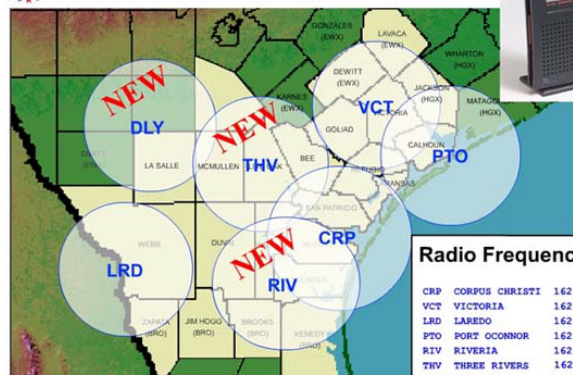 GONZALES
(EWX)
LAVACA
(EWX)
DEWITT
(EWX)
WHARTON
(HGX)
JACKSON
(HGX)
MATAGO
(HGX)
KARNES
(EWX)
NEW
DLY
NEW
THV
VCT
VICTORIA
GOLIAD
CALHOUN
PTO
BEE
LA SALLE
MCMULLEN
REFUGIO
SAN PATRICIO
WEBB
DUVAL
NEW
CRP
LRD
RIV
ZAPATA
(BRO)
JIM HOGG
(BRO)
BROOKS
(BRO)
KENEDY
Radio Frequenc
CRP CORPUS CHRISTI 162
VCT VICTORIA 162
LRD LAREDO 162
PTO PORT OCONNOR 162
RIV RIVERIA 162
THV THREE RIVERS 162